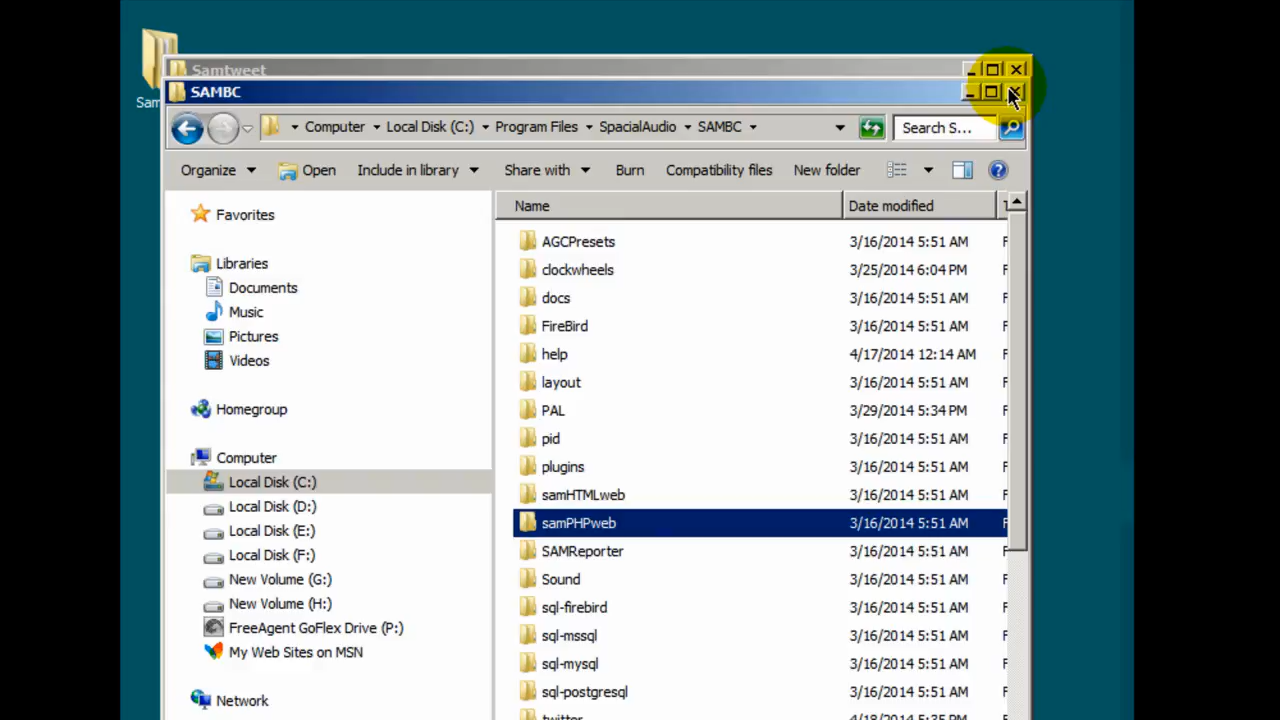 Sam
Samtweet
SAMBC
Computer Local Disk (C:) Program Files SpacialAudio SAMBC
Search S...
Organize Open Include in library Share with Burn Compatibility files New folder
Favorites
Libraries
Documents
Music
Pictures
Videos
Homegroup
Computer
Local Disk (C:)
Local Disk (D:)
Local Disk (E:)
Local Disk (F:)
New Volume (G:)
New Volume (H:)
FreeAgent GoFlex Drive (P:)
My Web Sites on MSN
Network
Name Date modified T
AGCPresets 3/16/2014 5:51 AM F
clockwheels 3/25/2014 6:04 PM F
docs 3/16/2014 5:51 AM F
FireBird 3/16/2014 5:51 AM F
help 4/17/2014 12:14 AM F
layout 3/16/2014 5:51 AM F
PAL 3/29/2014 5:34 PM F
pid 3/16/2014 5:51 AM F
plugins 3/16/2014 5:51 AM F
samHTMLweb 3/16/2014 5:51 AM F
samPHPweb 3/16/2014 5:51 AM F
SAMReporter 3/16/2014 5:51 AM F
Sound 3/16/2014 5:51 AM F
sql-firebird 3/16/2014 5:51 AM F
sql-mssql 3/16/2014 5:51 AM F
sql-mysql 3/16/2014 5:51 AM F
sql-postgresql 3/16/2014 5:51 AM F
twitter 4/18/2014 5:35 PM F